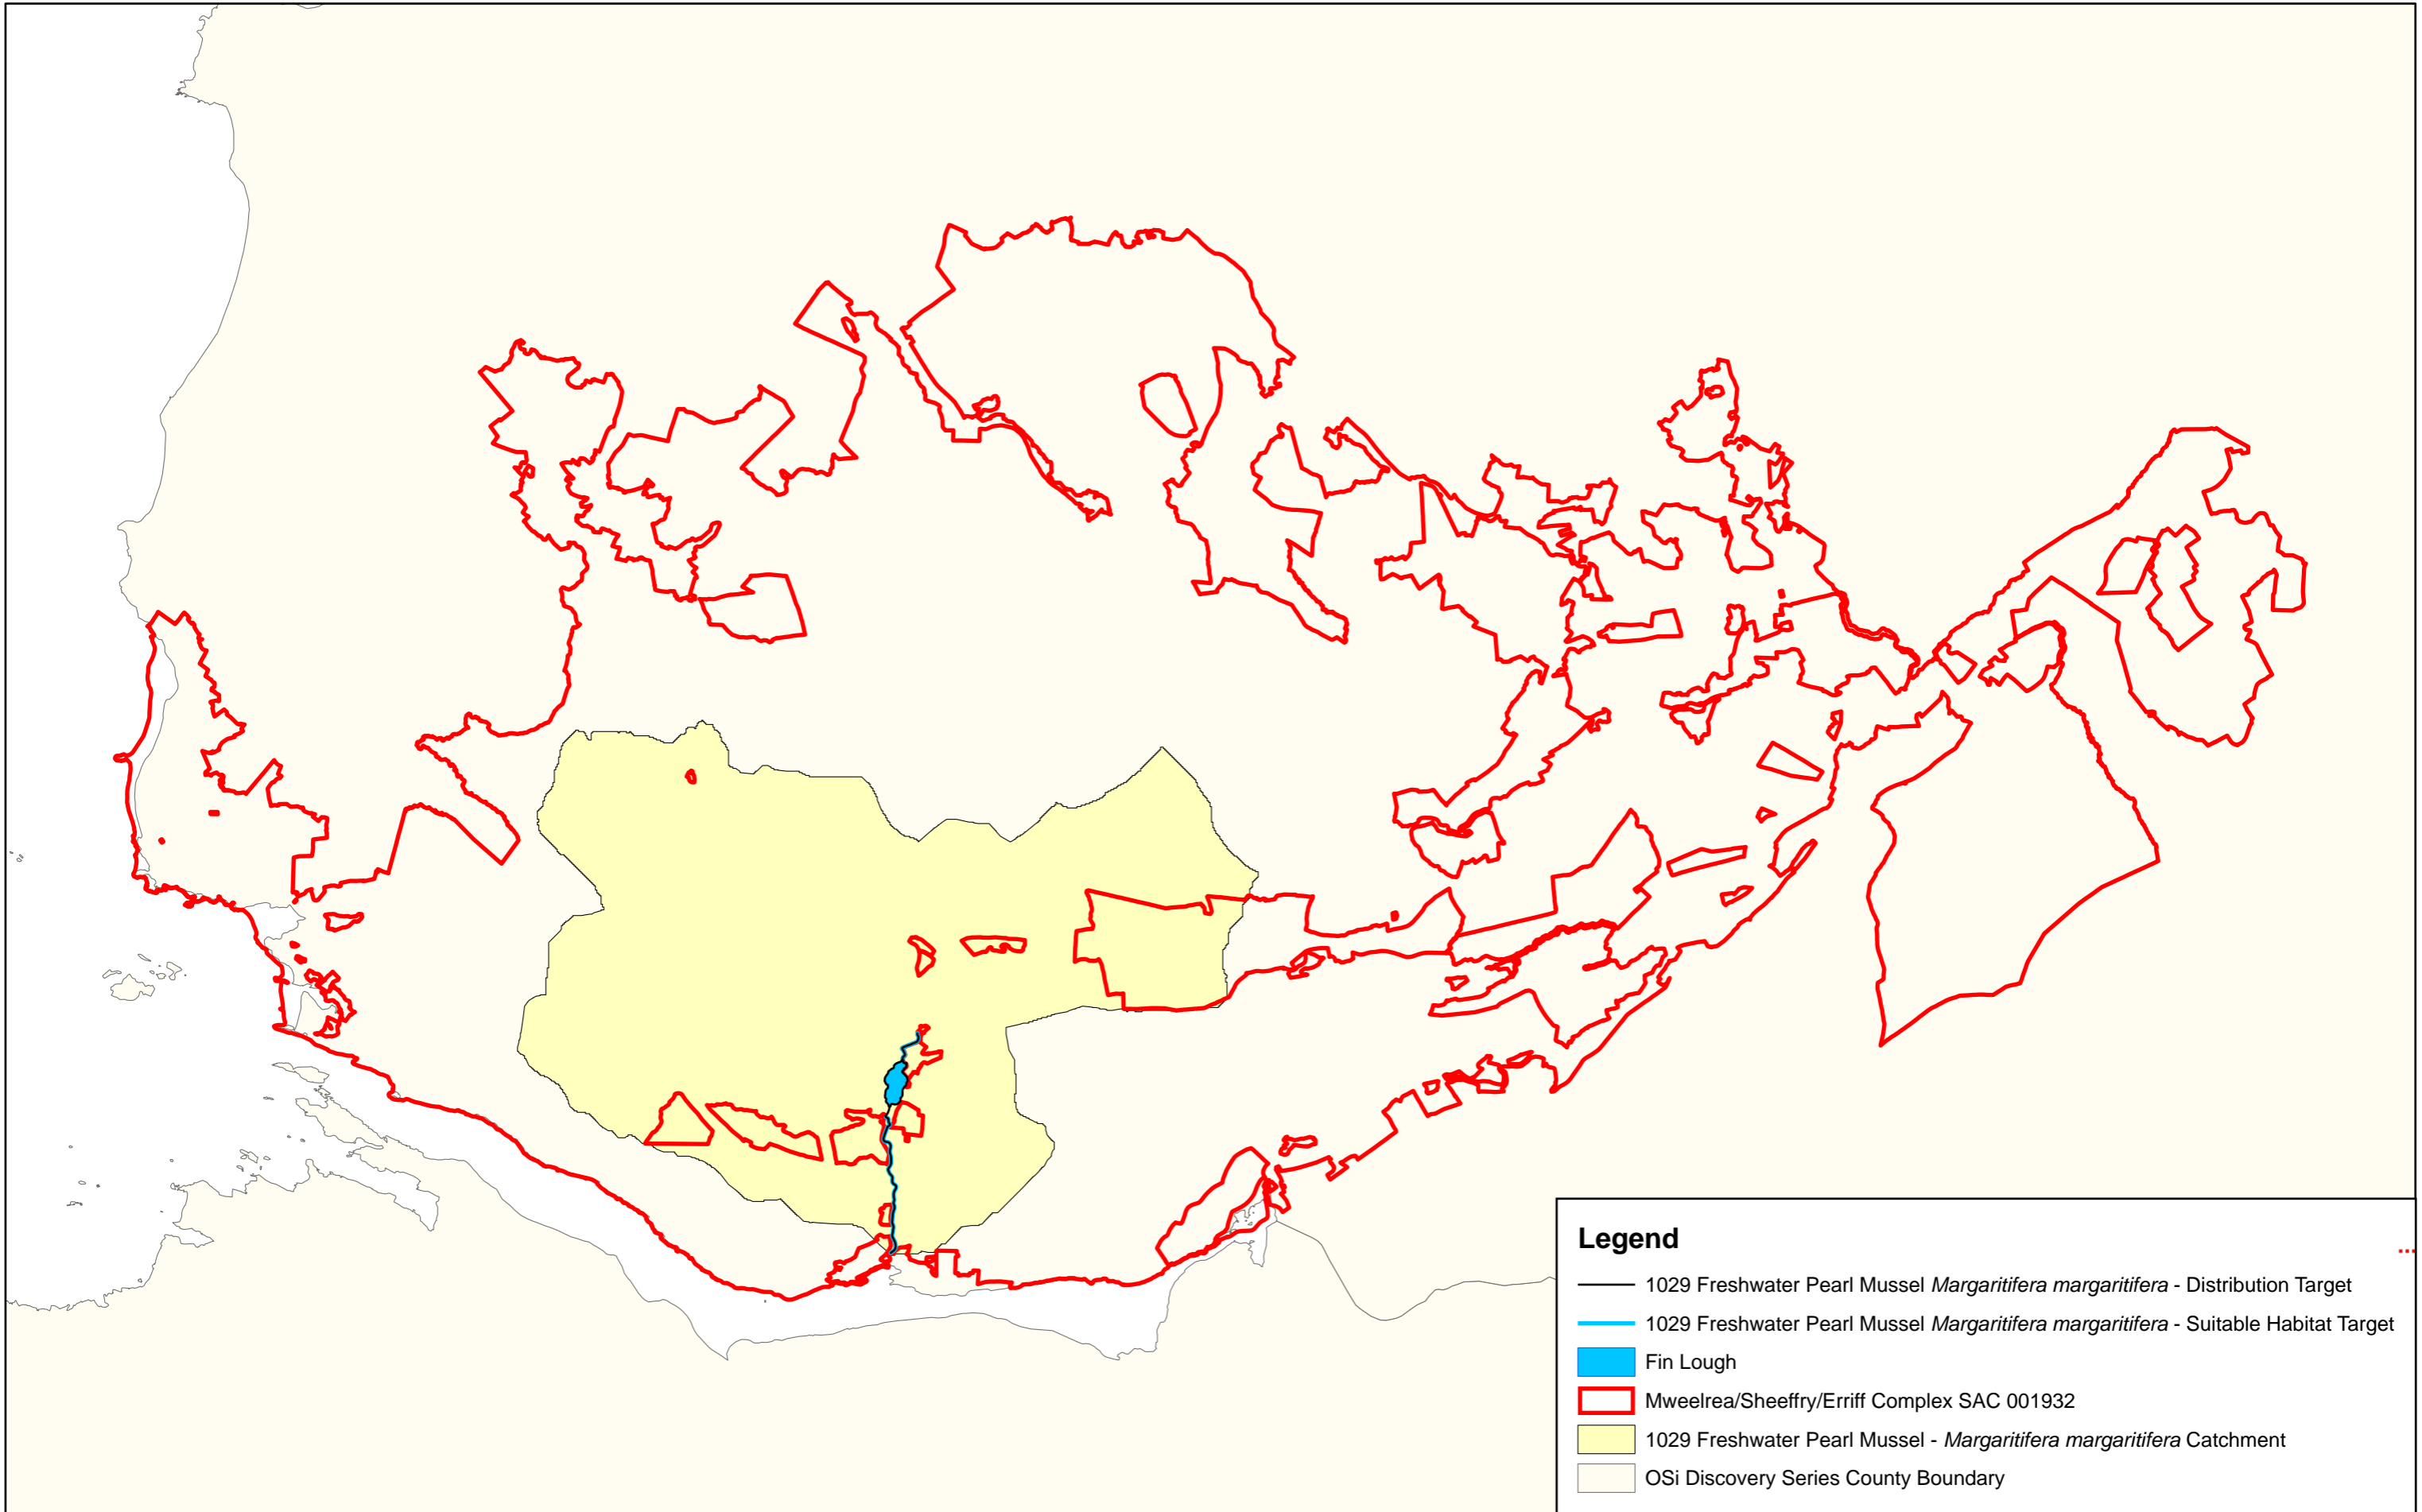 Legend
1029 Freshwater Pearl Mussel Margaritifera margaritifera - Distribution Target
1029 Freshwater Pearl Mussel Margaritifera margaritifera - Suitable Habitat Target
Fin Lough
Mweelrea/Sheeffry/Erriff Complex SAC 001932
1029 Freshwater Pearl Mussel - Margaritifera margaritifera Catchment
OSi Discovery Series County Boundary